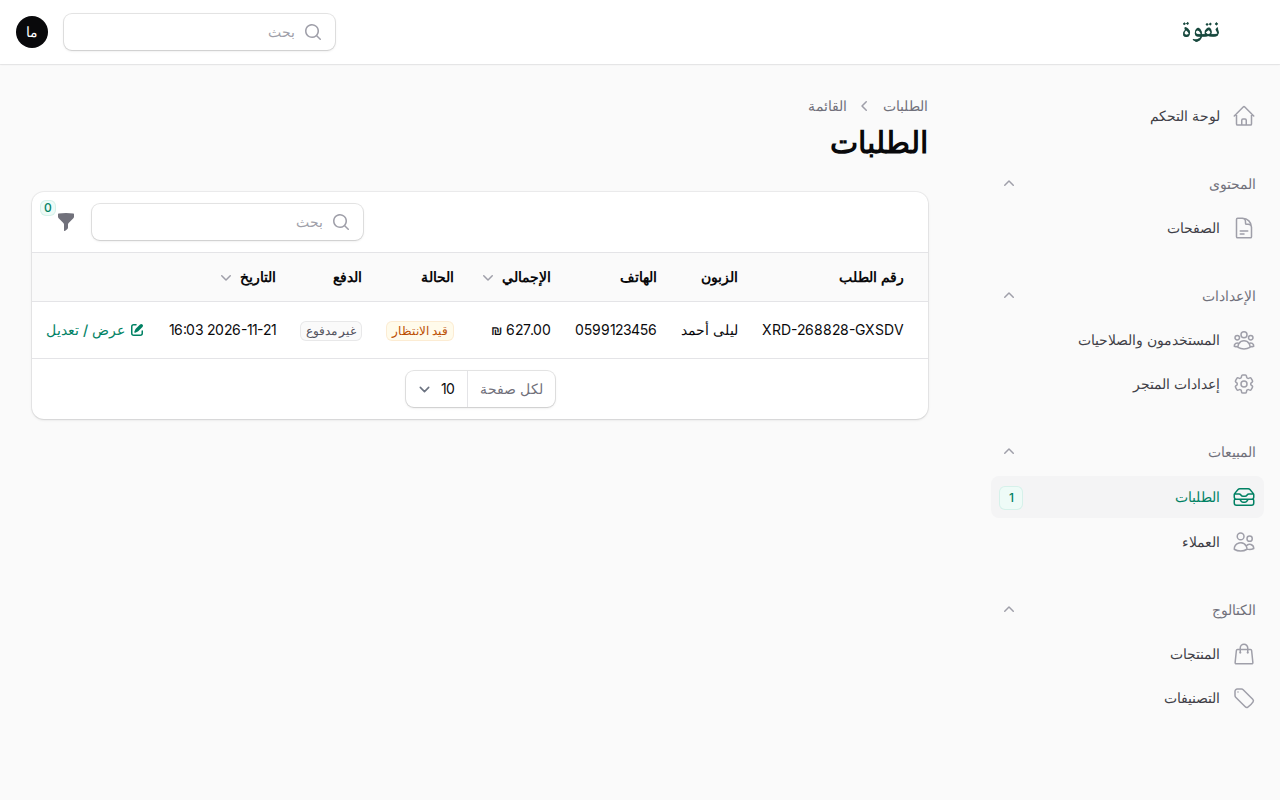 نقوة
بحث
ما
لوحة التحكم
المحتوى
الصفحات
الإعدادات
المستخدمون والصلاحيات
إعدادات المتجر
المبيعات
الطلبات 1
العملاء
الكتالوج
المنتجات
التصنيفات
الطلبات القائمة
الطلبات
بحث
0
رقم الطلب الزبون الهاتف الإجمالي الحالة الدفع التاريخ
XRD-268828-GXSDV ليلى أحمد 0599123456 627.00 ₪ قيد الانتظار غير مدفوع 2026-11-21 16:03 عرض / تعديل
لكل صفحة 10